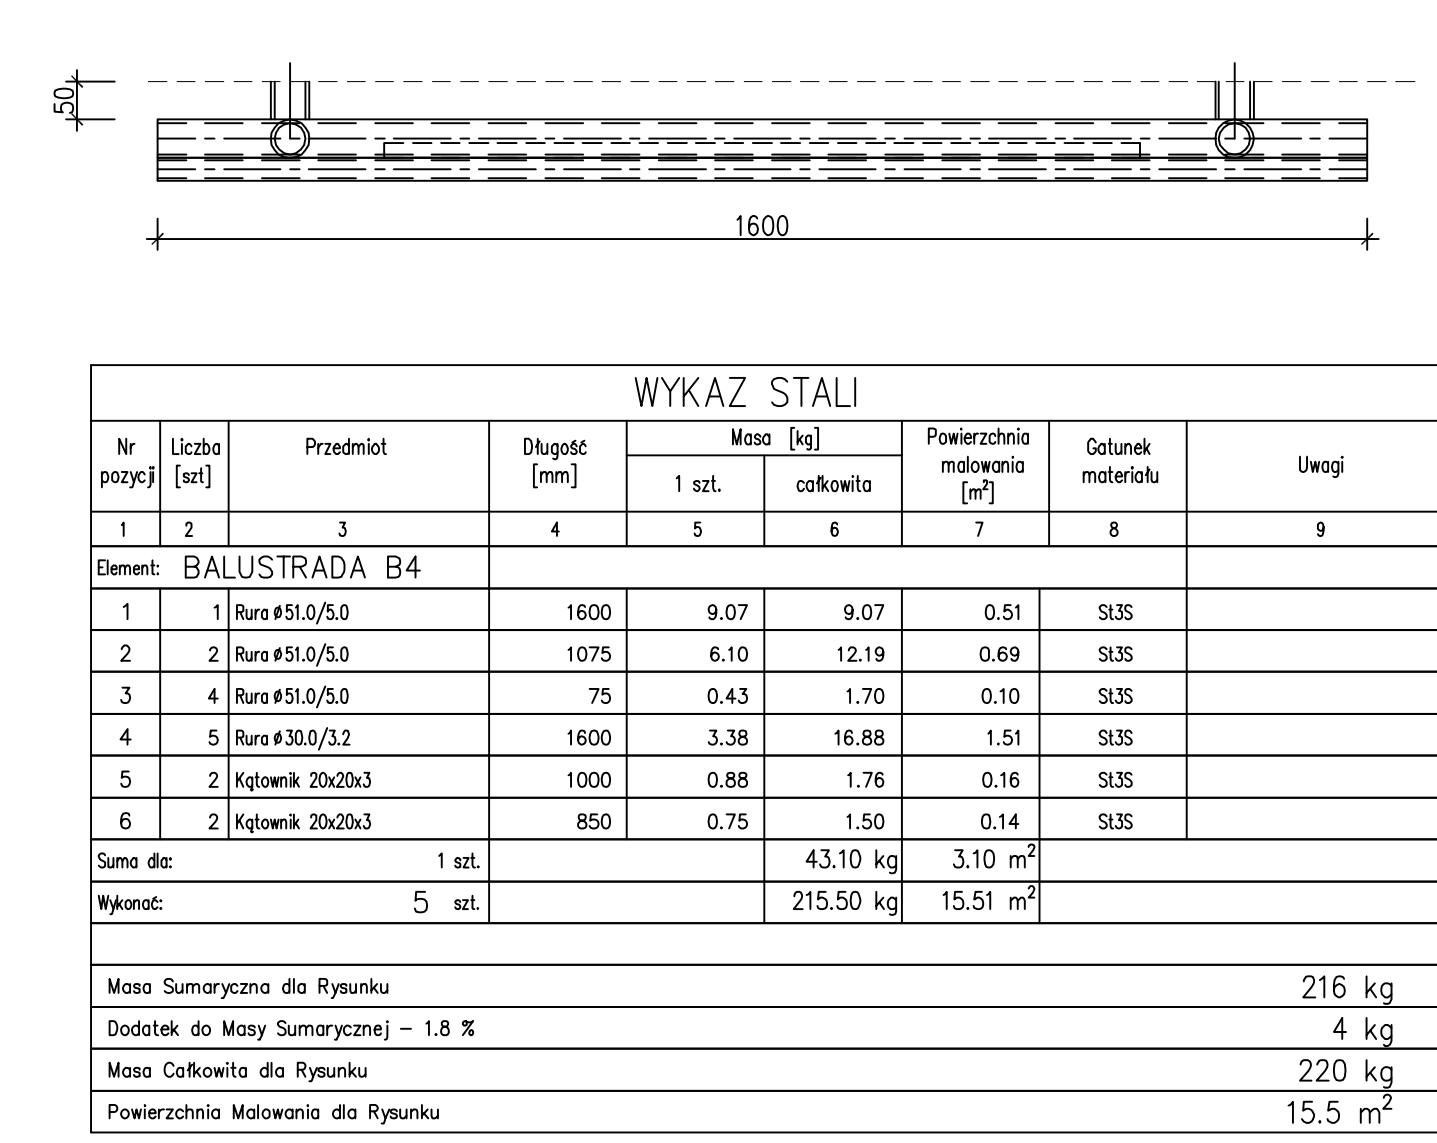 50
1600
WYKAZ STALI
Nr pozycji Liczba [szt] Przedmiot Długość [mm] Masa [kg] 1 szt. całkowita Powierzchnia malowania [m²] Gatunek materiału Uwagi
1 2 3 4 5 6 7 8 9
Element: BALUSTRADA B4
1 1 Rura ø51.0/5.0 1600 9.07 9.07 0.51 St3S
2 2 Rura ø51.0/5.0 1075 6.10 12.19 0.69 St3S
3 4 Rura ø51.0/5.0 75 0.43 1.70 0.10 St3S
4 5 Rura ø30.0/3.2 1600 3.38 16.88 1.51 St3S
5 2 Kątownik 20x20x3 1000 0.88 1.76 0.16 St3S
6 2 Kątownik 20x20x3 850 0.75 1.50 0.14 St3S
Suma dla: 1 szt. 43.10 kg 3.10 m²
Wykonać: 5 szt. 215.50 kg 15.51 m²
Masa Sumaryczna dla Rysunku 216 kg
Dodatek do Masy Sumarycznej – 1.8 % 4 kg
Masa Całkowita dla Rysunku 220 kg
Powierzchnia Malowania dla Rysunku 15.5 m²